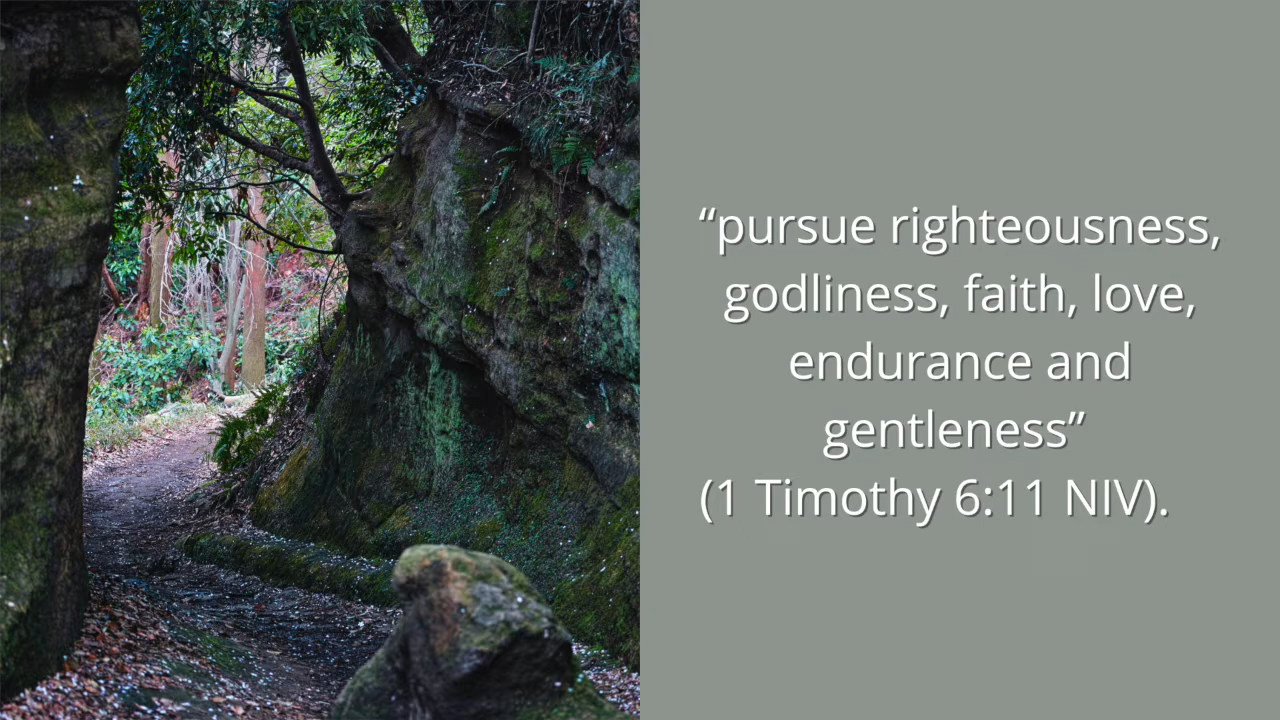 “pursue righteousness,
godliness, faith, love,
endurance and
gentleness”
(1 Timothy 6:11 NIV).